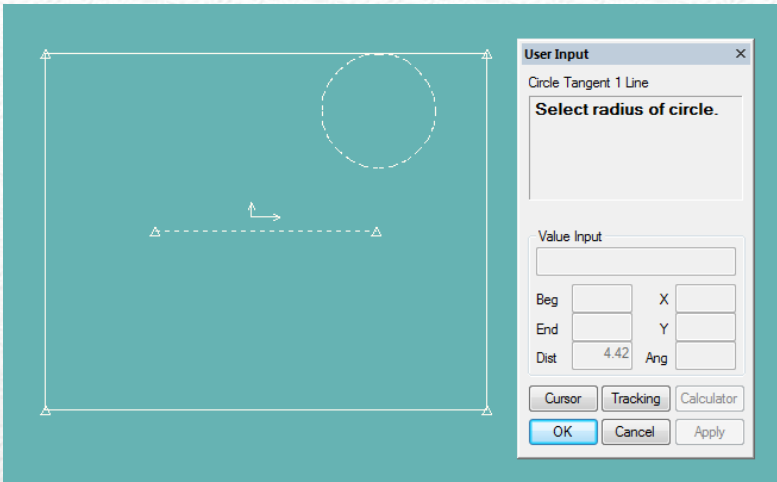 User Input
Circle Tangent 1 Line
Select radius of circle.
Value Input
Beg X
End Y
Dist 4.42 Ang
Cursor Tracking Calculator
OK Cancel Apply